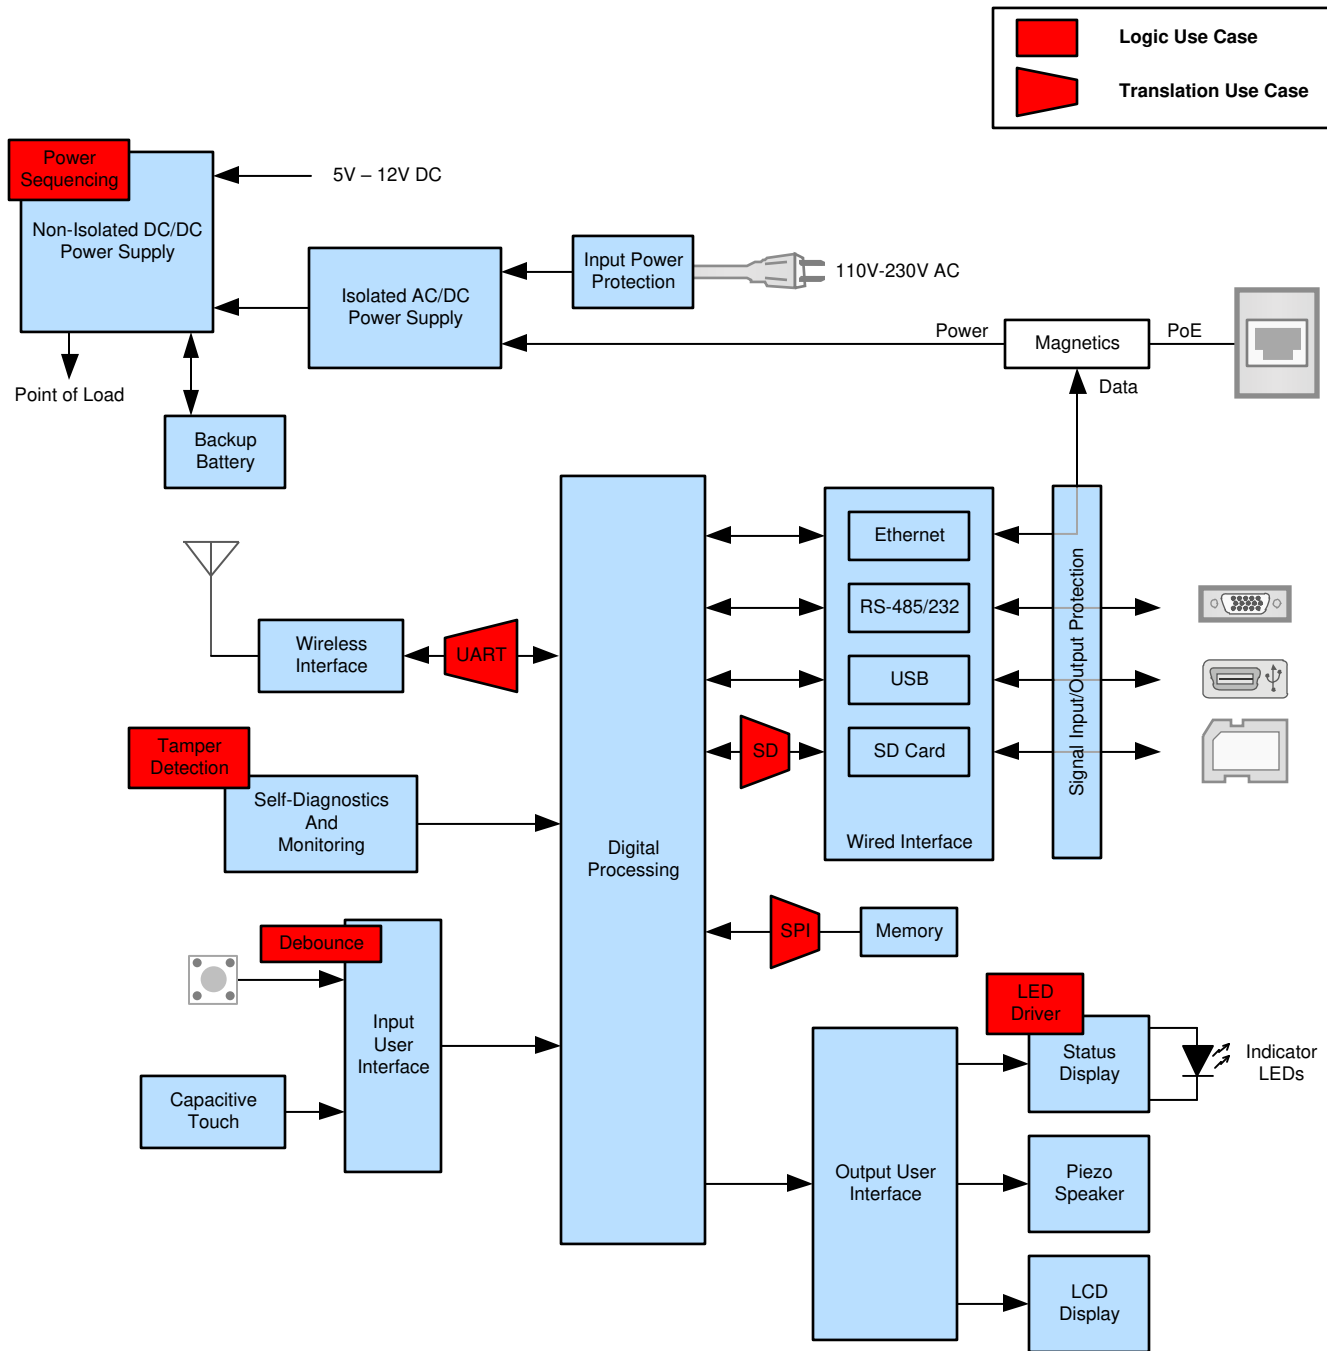 Logic Use Case
Translation Use Case
Power
Sequencing
Non-Isolated DC/DC
Power Supply
5V – 12V DC
Isolated AC/DC
Power Supply
Input Power
Protection
110V-230V AC
Power
Magnetics
PoE
Data
Point of Load
Backup
Battery
Ethernet
RS-485/232
USB
SD Card
Wired Interface
Signal Input/Output Protection
Wireless
Interface
UART
SD
Tamper
Detection
Self-Diagnostics
And
Monitoring
Digital
Processing
SPI
Memory
Debounce
Input
User
Interface
Capacitive
Touch
LED
Driver
Status
Display
Indicator
LEDs
Output User
Interface
Piezo
Speaker
LCD
Display